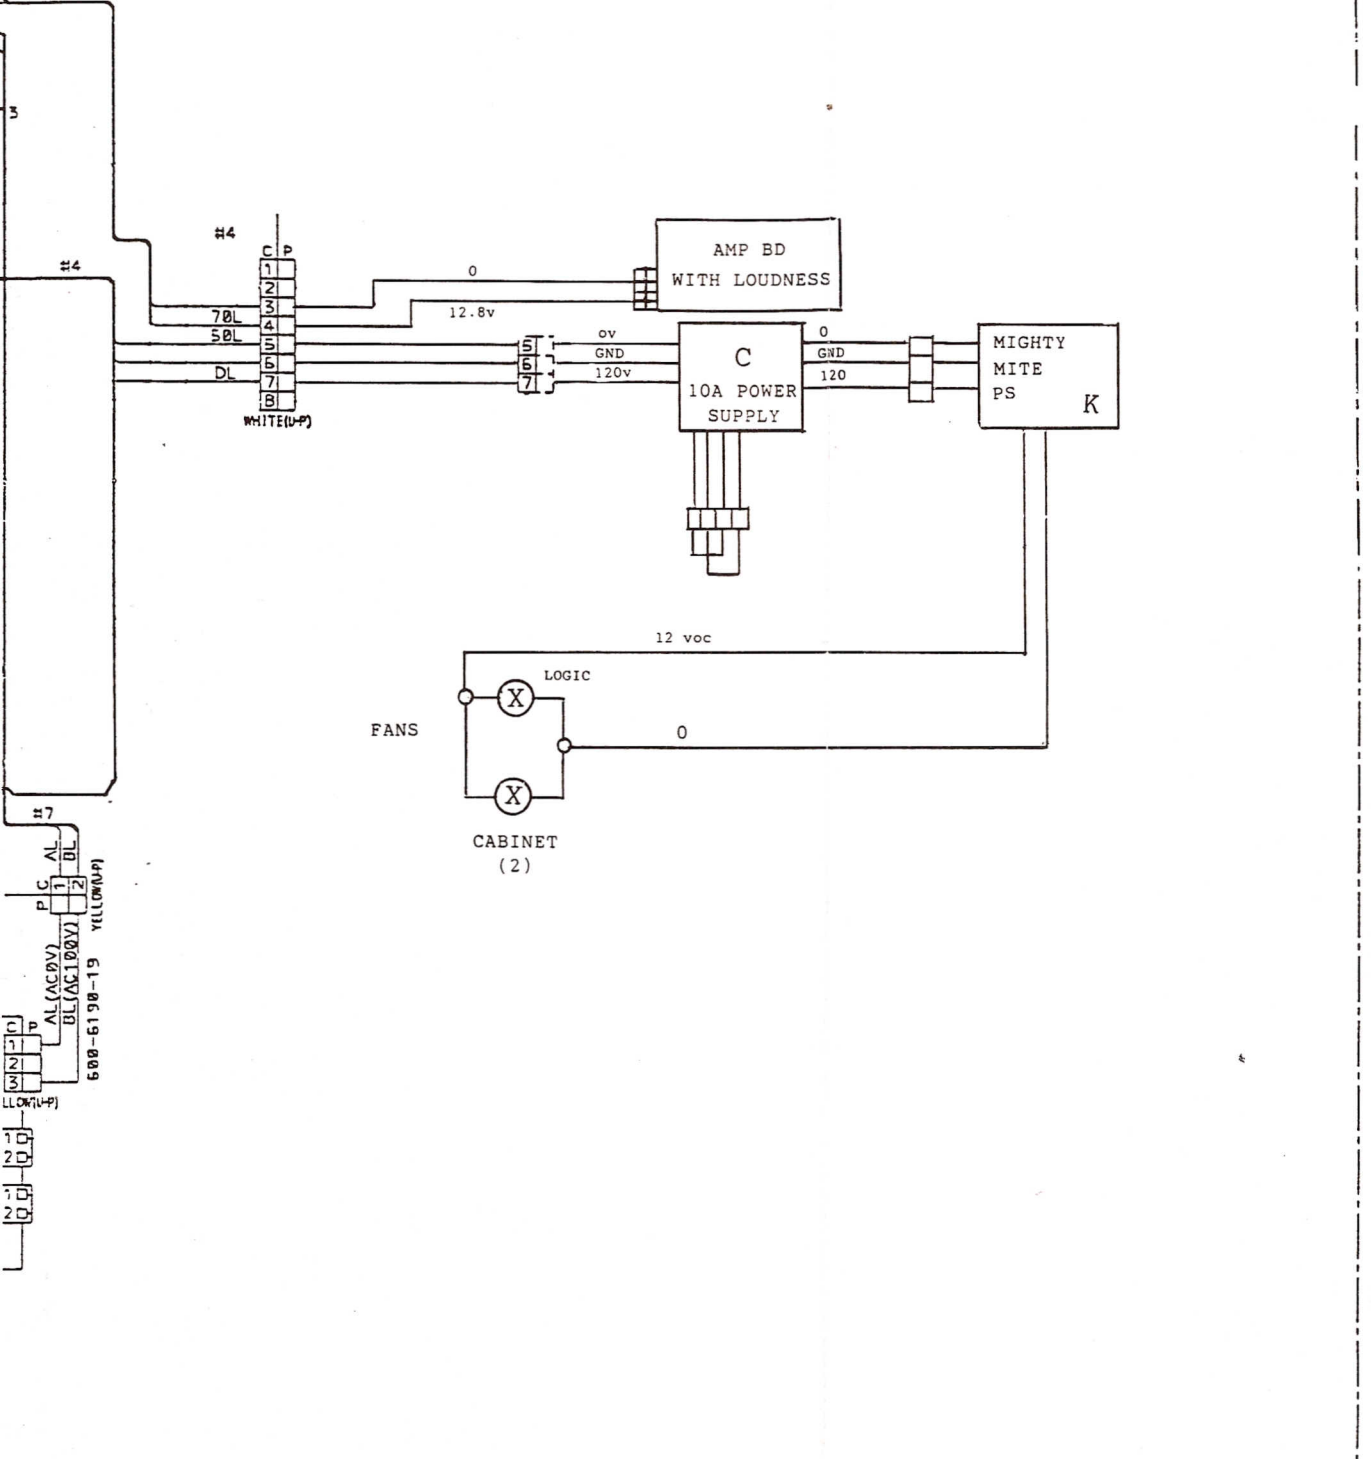 3
#4
#4
C P
1
2
3
4
5
6
7
8
70L
50L
DL
WHITE(U-P)
0
12.8v
AMP BD
WITH LOUDNESS
5
6
7
0v
GND
120v
C
10A POWER
SUPPLY
0
GND
120
MIGHTY
MITE
PS
K
12 voc
LOGIC
X
FANS
0
X
CABINET
(2)
#7
AL
BL
C
P
1
2
YELLOW(U-P)
AL(AC0V)
BL(AC100V)
600-6190-19
C P
1
2
3
LLOW(U-P)
1
2
1
2